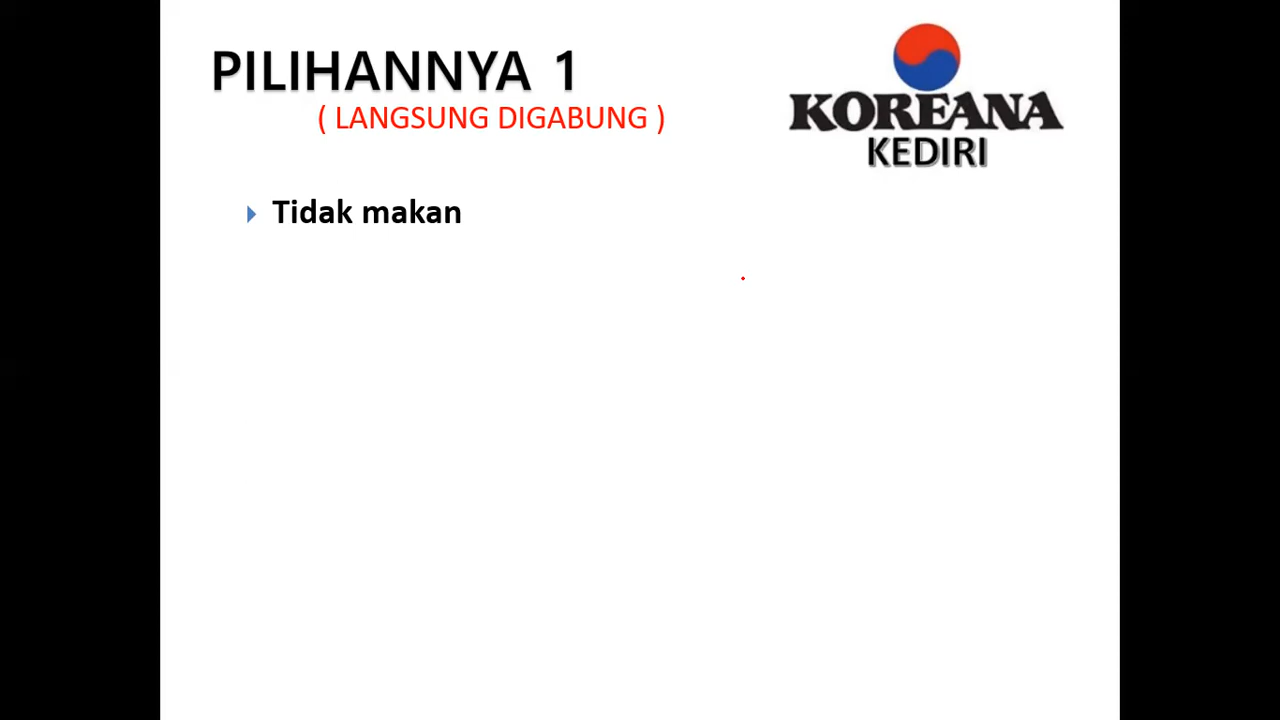 PILIHANNYA 1
( LANGSUNG DIGABUNG )
KOREANA
KEDIRI
Tidak makan